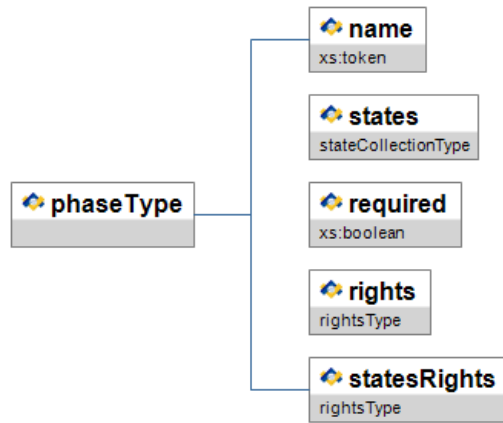 name
xs:token
states
stateCollectionType
phaseType
required
xs:boolean
rights
rightsType
statesRights
rightsType